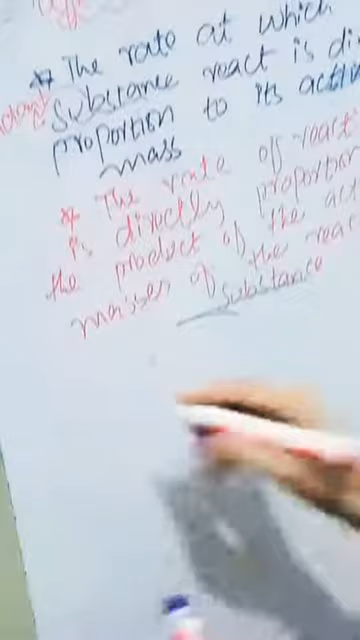 ** The rate at which
substance react is di
proportion to its activ
mass
* The rate of react
is directly proportion
the product of the act
masses of the reac
substance